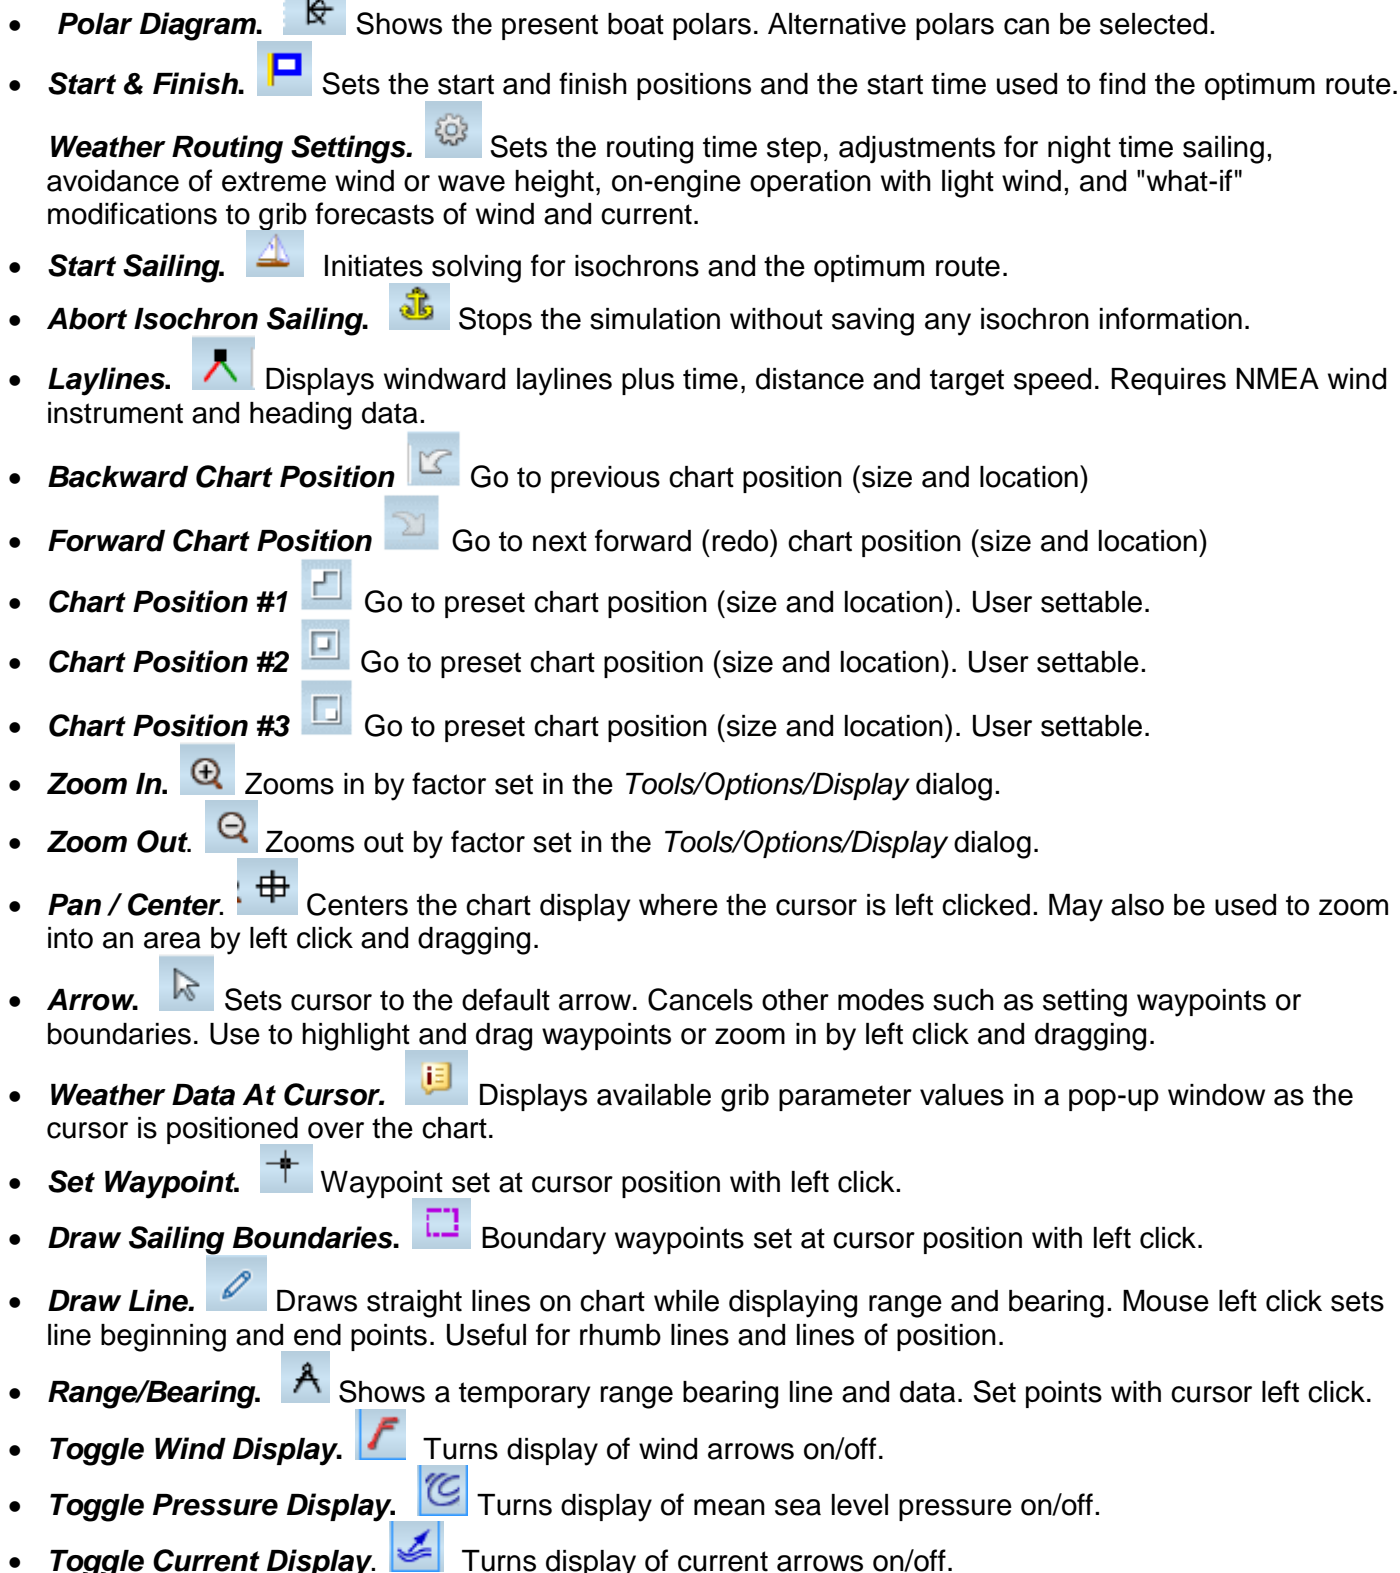 • Polar Diagram. Shows the present boat polars. Alternative polars can be selected.
• Start & Finish. Sets the start and finish positions and the start time used to find the optimum route.
Weather Routing Settings. Sets the routing time step, adjustments for night time sailing,
avoidance of extreme wind or wave height, on-engine operation with light wind, and "what-if"
modifications to grib forecasts of wind and current.
• Start Sailing. Initiates solving for isochrons and the optimum route.
• Abort Isochron Sailing. Stops the simulation without saving any isochron information.
• Laylines. Displays windward laylines plus time, distance and target speed. Requires NMEA wind
instrument and heading data.
• Backward Chart Position Go to previous chart position (size and location)
• Forward Chart Position Go to next forward (redo) chart position (size and location)
• Chart Position #1 Go to preset chart position (size and location). User settable.
• Chart Position #2 Go to preset chart position (size and location). User settable.
• Chart Position #3 Go to preset chart position (size and location). User settable.
• Zoom In. Zooms in by factor set in the Tools/Options/Display dialog.
• Zoom Out. Zooms out by factor set in the Tools/Options/Display dialog.
• Pan / Center. Centers the chart display where the cursor is left clicked. May also be used to zoom
into an area by left click and dragging.
• Arrow. Sets cursor to the default arrow. Cancels other modes such as setting waypoints or
boundaries. Use to highlight and drag waypoints or zoom in by left click and dragging.
• Weather Data At Cursor. Displays available grib parameter values in a pop-up window as the
cursor is positioned over the chart.
• Set Waypoint. Waypoint set at cursor position with left click.
• Draw Sailing Boundaries. Boundary waypoints set at cursor position with left click.
• Draw Line. Draws straight lines on chart while displaying range and bearing. Mouse left click sets
line beginning and end points. Useful for rhumb lines and lines of position.
• Range/Bearing. Shows a temporary range bearing line and data. Set points with cursor left click.
• Toggle Wind Display. Turns display of wind arrows on/off.
• Toggle Pressure Display. Turns display of mean sea level pressure on/off.
• Toggle Current Display. Turns display of current arrows on/off.